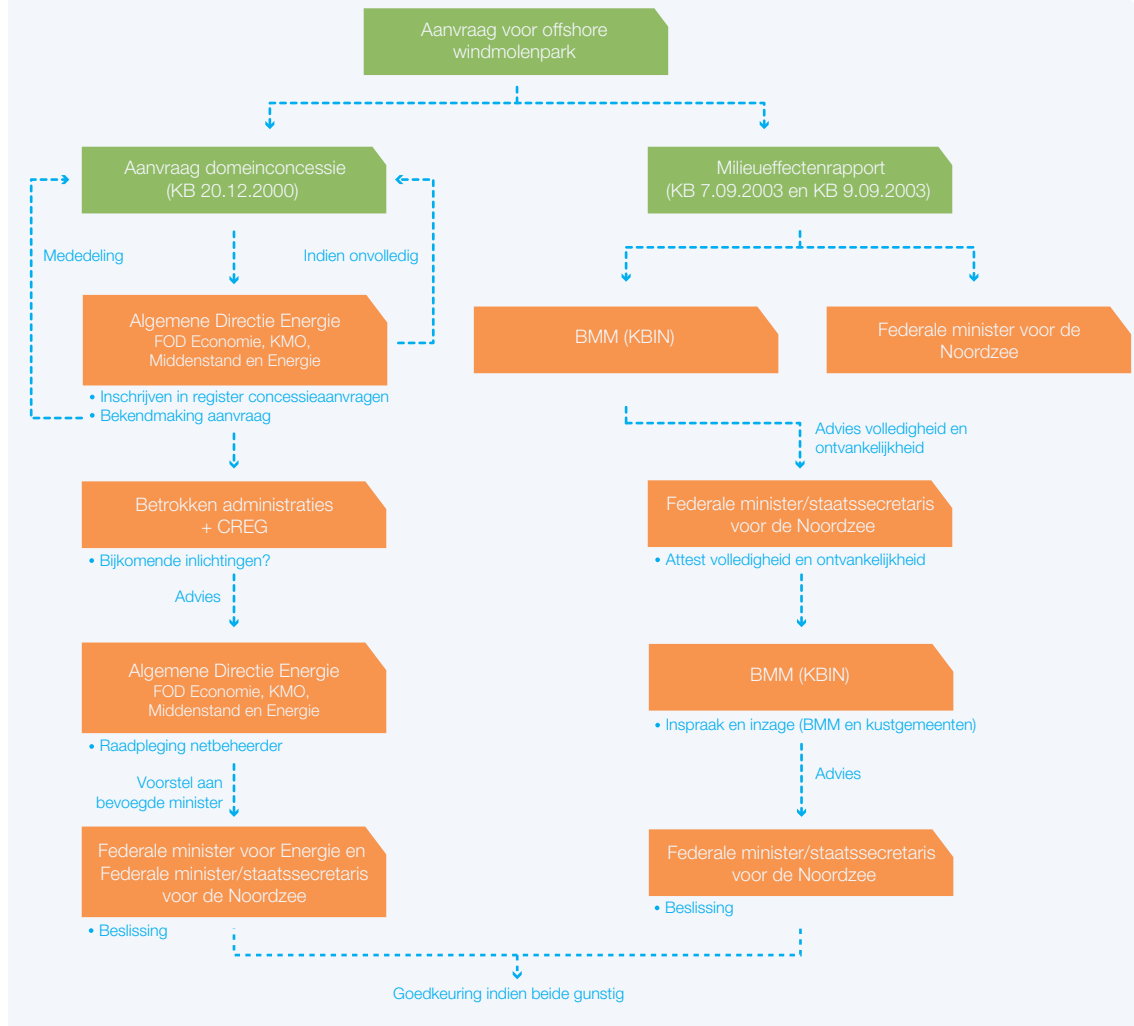 Aanvraag voor offshore
windmolenpark
Aanvraag domeinconcessie
(KB 20.12.2000)
Mededeling
Indien onvolledig
Algemene Directie Energie
FOD Economie, KMO,
Middenstand en Energie
• Inschrijven in register concessieaanvragen
• Bekendmaking aanvraag
Betrokken administraties
+ CREG
• Bijkomende inlichtingen?
Advies
Algemene Directie Energie
FOD Economie, KMO,
Middenstand en Energie
• Raadpleging netbeheerder
Voorstel aan
bevoegde minister
Federale minister voor Energie en
Federale minister/staatssecretaris
voor de Noordzee
• Beslissing
Milieueffectenrapport
(KB 7.09.2003 en KB 9.09.2003)
BMM (KBIN)
Federale minister voor de
Noordzee
Advies volledigheid en
ontvankelijkheid
Federale minister/staatssecretaris
voor de Noordzee
• Attest volledigheid en ontvankelijkheid
BMM (KBIN)
• Inspraak en inzage (BMM en kustgemeenten)
Advies
Federale minister/staatssecretaris
voor de Noordzee
• Beslissing
Goedkeuring indien beide gunstig